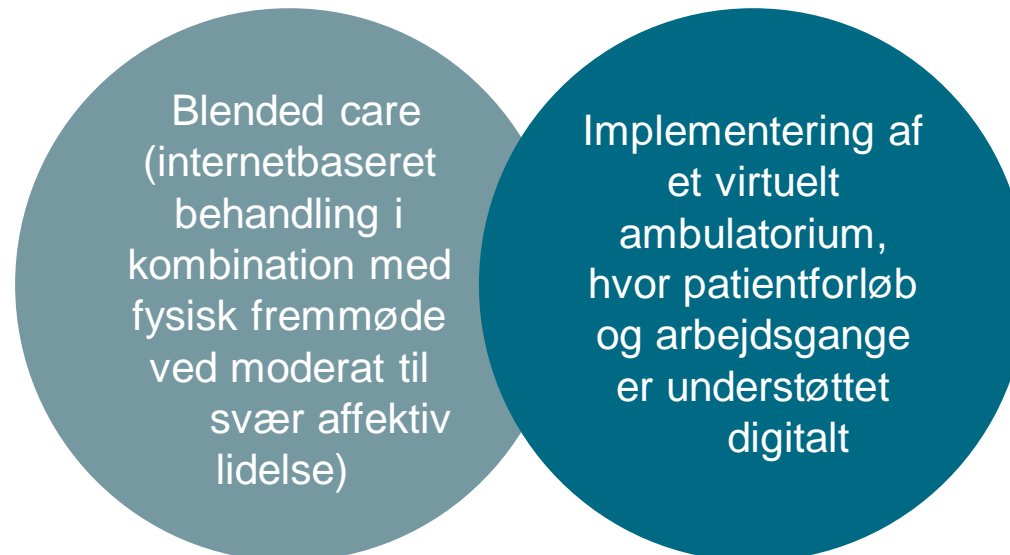 Blended care
(internetbaseret
behandling i
kombination med
fysisk fremmøde
ved moderat til
svær affektiv
lidelse)
Implementering af
et virtuelt
ambulatorium,
hvor patientforløb
og arbejdsgange
er understøttet
digitalt